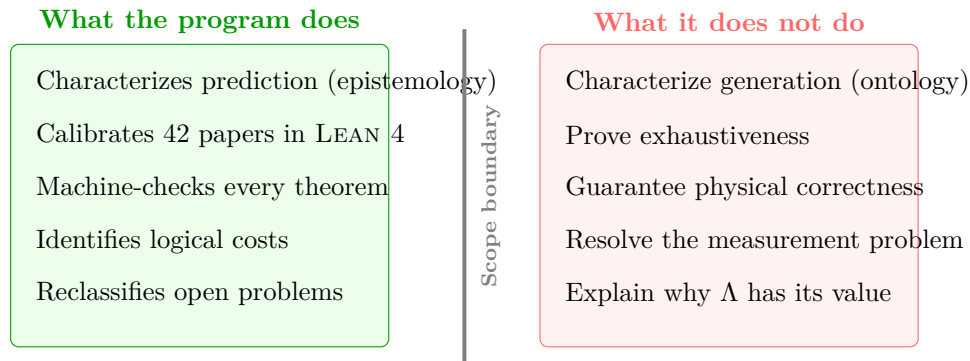 What the program does
Characterizes prediction (epistemology)
Calibrates 42 papers in LEAN 4
Machine-checks every theorem
Identifies logical costs
Reclassifies open problems
Scope boundary
What it does not do
Characterize generation (ontology)
Prove exhaustiveness
Guarantee physical correctness
Resolve the measurement problem
Explain why Λ has its value